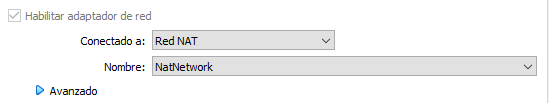 Habilitar adaptador de red
Conectado a: Red NAT
Nombre: NatNetwork
Avanzado